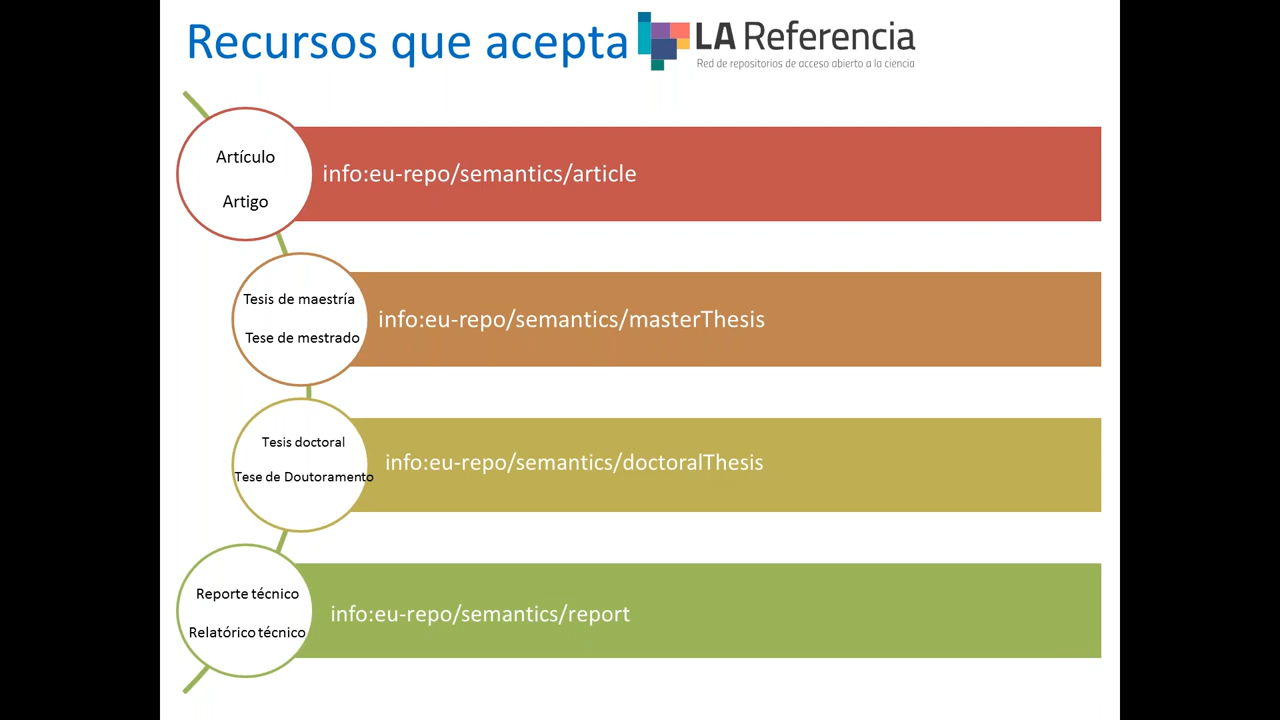 Recursos que acepta
LA Referencia
Red de repositorios de acceso abierto a la ciencia
Artículo
Artigo
info:eu-repo/semantics/article
Tesis de maestría
Tese de mestrado
info:eu-repo/semantics/masterThesis
Tesis doctoral
Tese de Doutoramento
info:eu-repo/semantics/doctoralThesis
Reporte técnico
Relatórico técnico
info:eu-repo/semantics/report